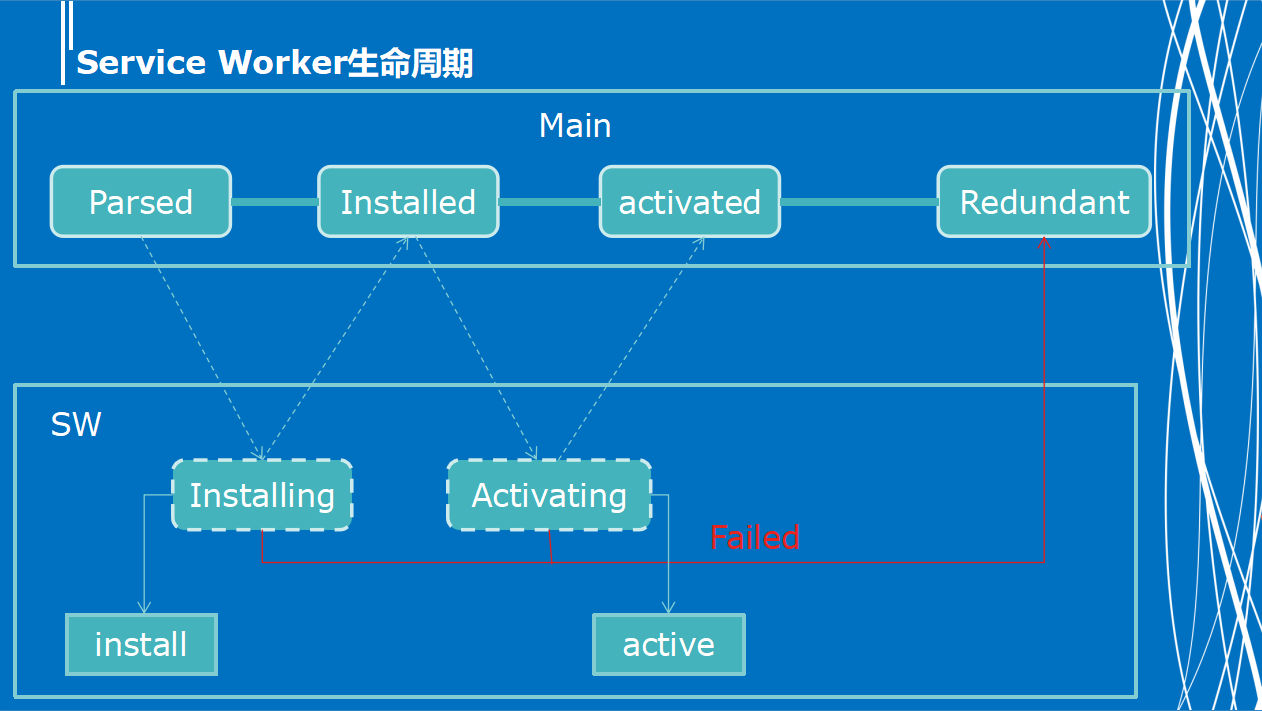 Service Worker生命周期
Main
Parsed
Installed
activated
Redundant
SW
Installing
Activating
Failed
install
active